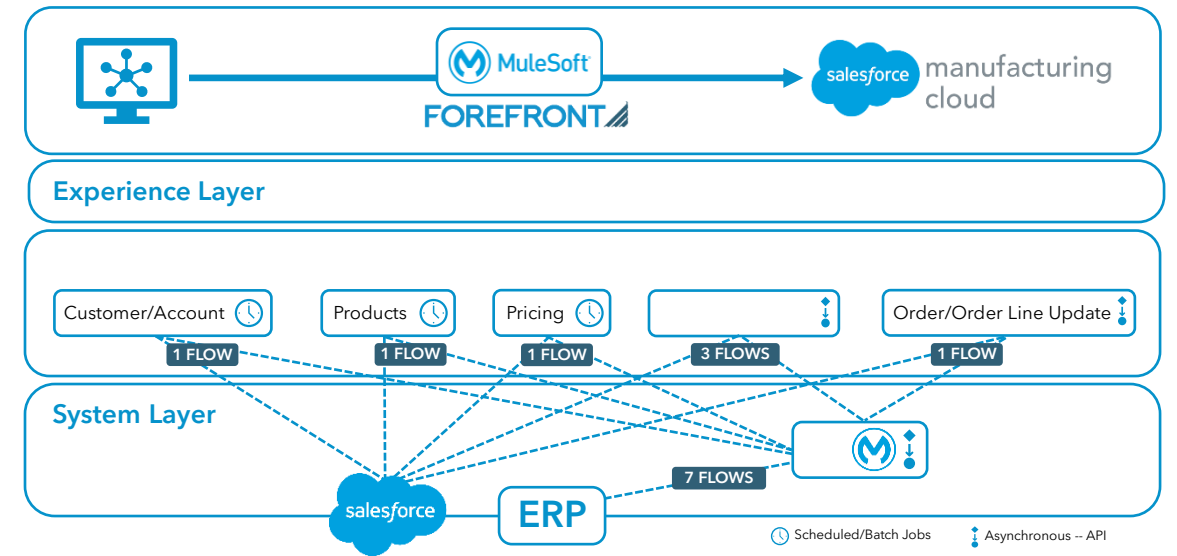 MuleSoft
FOREFRONT
salesforce
manufacturing
cloud
Experience Layer
Customer/Account
Products
Pricing
Order/Order Line Update
1 FLOW
1 FLOW
1 FLOW
3 FLOWS
1 FLOW
System Layer
7 FLOWS
salesforce
ERP
Scheduled/Batch Jobs
Asynchronous -- API